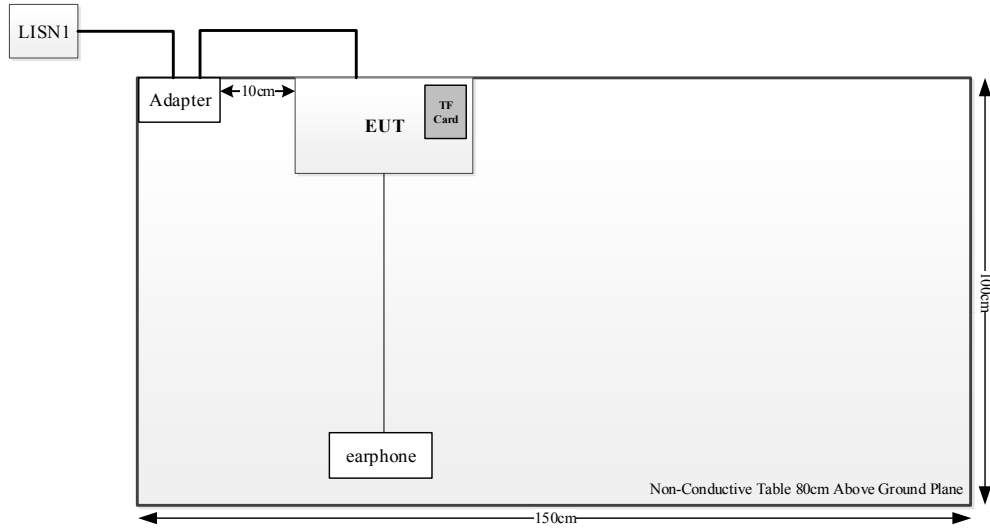 LISN1
Adapter
10cm
EUT
TF
Card
100cm
earphone
Non-Conductive Table 80cm Above Ground Plane
150cm